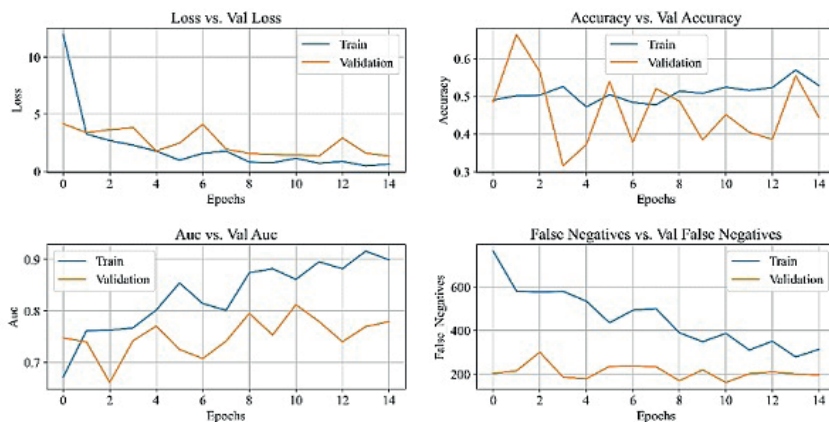 Loss vs. Val Loss
10
5
0
Loss
Train
Validation
0 2 4 6 8 10 12 14
Epochs
Accuracy vs. Val Accuracy
0.6
0.5
0.4
0.3
Accuracy
Train
Validation
0 2 4 6 8 10 12 14
Epochs
Auc vs. Val Auc
0.9
0.8
0.7
Auc
Train
Validation
0 2 4 6 8 10 12 14
Epochs
False Negatives vs. Val False Negatives
600
400
200
False Negatives
Train
Validation
0 2 4 6 8 10 12 14
Epochs